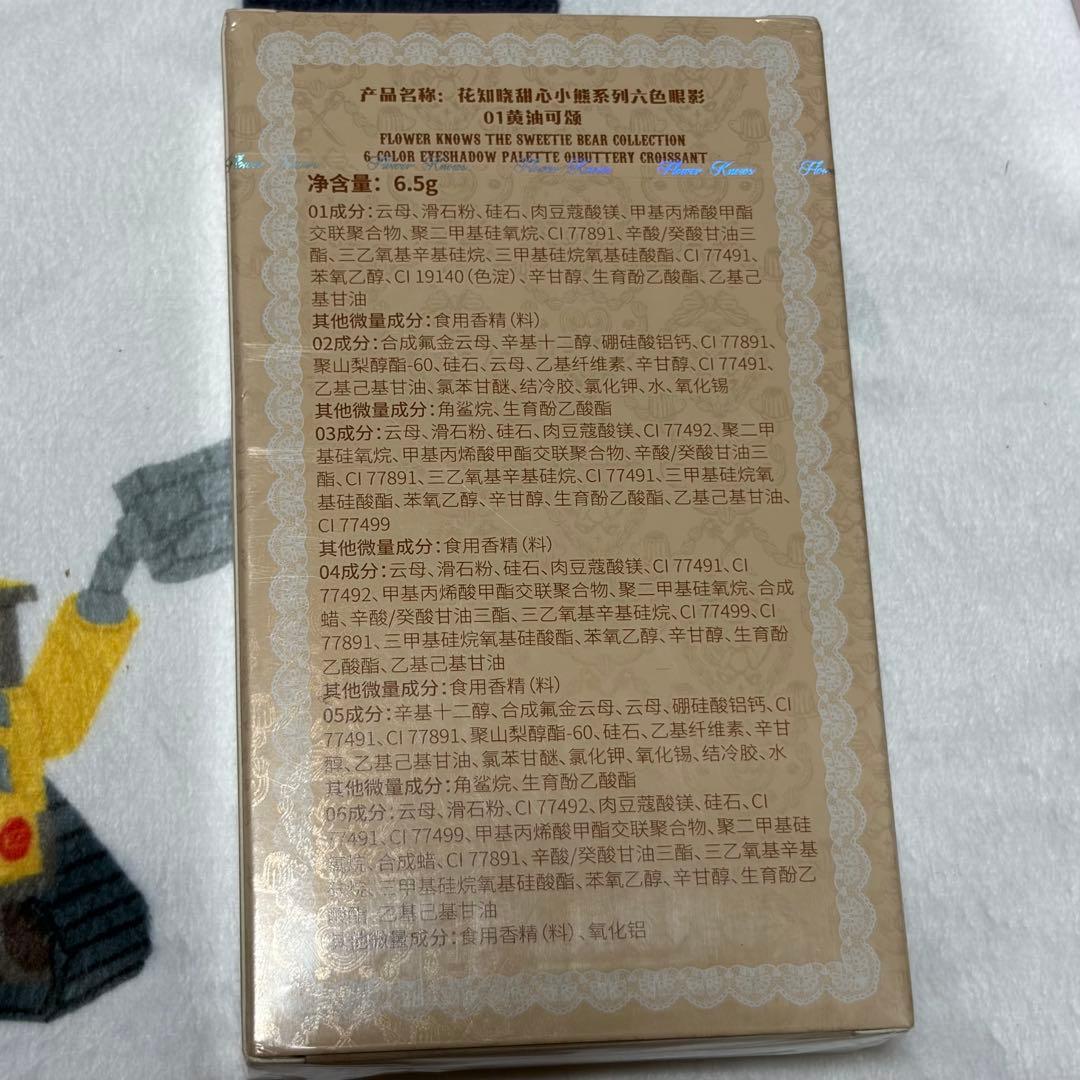 产品名称：花知晓甜心小熊系列六色眼影
01黄油可颂
FLOWER KNOWS THE SWEETIE BEAR COLLECTION
6-COLOR EYESHADOW PALETTE 01BUTTERY CROISSANT
Flower Knows Flower Knows Flower Knows Flower Knows
净含量：6.5g
01成分：云母、滑石粉、硅石、肉豆蔻酸镁、甲基丙烯酸甲酯
交联聚合物、聚二甲基硅氧烷、CI 77891、辛酸/癸酸甘油三
酯、三乙氧基辛基硅烷、三甲基硅烷氧基硅酸酯、CI 77491、
苯氧乙醇、CI 19140（色淀）、辛甘醇、生育酚乙酸酯、乙基己
基甘油
其他微量成分：食用香精（料）
02成分：合成氟金云母、辛基十二醇、硼硅酸铝钙、CI 77891、
聚山梨醇酯-60、硅石、云母、乙基纤维素、辛甘醇、CI 77491、
乙基己基甘油、氯苯甘醚、结冷胶、氯化钾、水、氧化锡
其他微量成分：角鲨烷、生育酚乙酸酯
03成分：云母、滑石粉、硅石、肉豆蔻酸镁、CI 77492、聚二甲
基硅氧烷、甲基丙烯酸甲酯交联聚合物、辛酸/癸酸甘油三
酯、CI 77891、三乙氧基辛基硅烷、CI 77491、三甲基硅烷氧
基硅酸酯、苯氧乙醇、辛甘醇、生育酚乙酸酯、乙基己基甘油、
CI 77499
其他微量成分：食用香精（料）
04成分：云母、滑石粉、硅石、肉豆蔻酸镁、CI 77491、CI
77492、甲基丙烯酸甲酯交联聚合物、聚二甲基硅氧烷、合成
蜡、辛酸/癸酸甘油三酯、三乙氧基辛基硅烷、CI 77499、CI
77891、三甲基硅烷氧基硅酸酯、苯氧乙醇、辛甘醇、生育酚
乙酸酯、乙基己基甘油
其他微量成分：食用香精（料）
05成分：辛基十二醇、合成氟金云母、云母、硼硅酸铝钙、CI
77491、CI 77891、聚山梨醇酯-60、硅石、乙基纤维素、辛甘
醇、乙基己基甘油、氯苯甘醚、氯化钾、氧化锡、结冷胶、水
其他微量成分：角鲨烷、生育酚乙酸酯
06成分：云母、滑石粉、CI 77492、肉豆蔻酸镁、硅石、CI
77491、CI 77499、甲基丙烯酸甲酯交联聚合物、聚二甲基硅
氧烷、合成蜡、CI 77891、辛酸/癸酸甘油三酯、三乙氧基辛基
硅烷、三甲基硅烷氧基硅酸酯、苯氧乙醇、辛甘醇、生育酚乙
酸酯、乙基己基甘油
其他微量成分：食用香精（料）、氧化铝